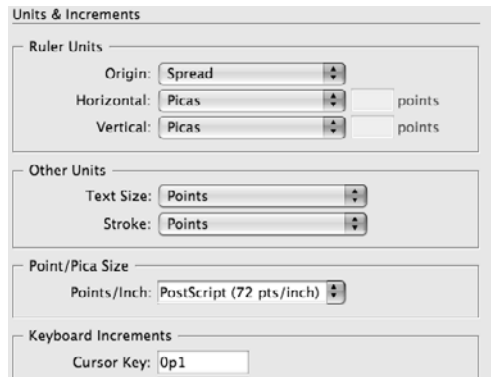 Units & Increments
Ruler Units
Origin: Spread
Horizontal: Picas points
Vertical: Picas points
Other Units
Text Size: Points
Stroke: Points
Point/Pica Size
Points/Inch: PostScript (72 pts/inch)
Keyboard Increments
Cursor Key: 0p1